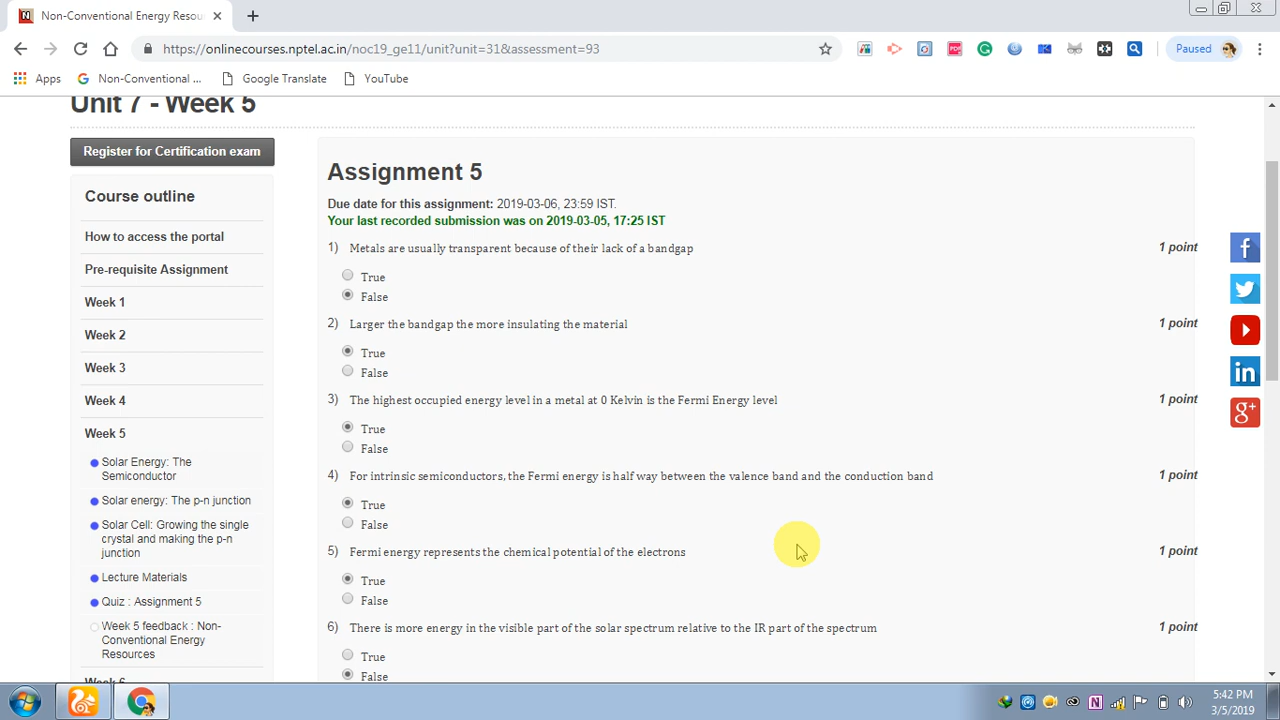 Non-Conventional Energy Resou
https://onlinecourses.nptel.ac.in/noc19_ge11/unit?unit=31&assessment=93
Paused
Apps
Non-Conventional ...
Google Translate
YouTube
Unit 7 - Week 5
Register for Certification exam
Course outline
How to access the portal
Pre-requisite Assignment
Week 1
Week 2
Week 3
Week 4
Week 5
Solar Energy: The
Semiconductor
Solar energy: The p-n junction
Solar Cell: Growing the single
crystal and making the p-n
junction
Lecture Materials
Quiz : Assignment 5
Week 5 feedback : Non-
Conventional Energy
Resources
Week 6
Assignment 5
Due date for this assignment: 2019-03-06, 23:59 IST.
Your last recorded submission was on 2019-03-05, 17:25 IST
1) Metals are usually transparent because of their lack of a bandgap 1 point
True
False
2) Larger the bandgap the more insulating the material 1 point
True
False
3) The highest occupied energy level in a metal at 0 Kelvin is the Fermi Energy level 1 point
True
False
4) For intrinsic semiconductors, the Fermi energy is half way between the valence band and the conduction band 1 point
True
False
5) Fermi energy represents the chemical potential of the electrons 1 point
True
False
6) There is more energy in the visible part of the solar spectrum relative to the IR part of the spectrum 1 point
True
False
5:42 PM
3/5/2019